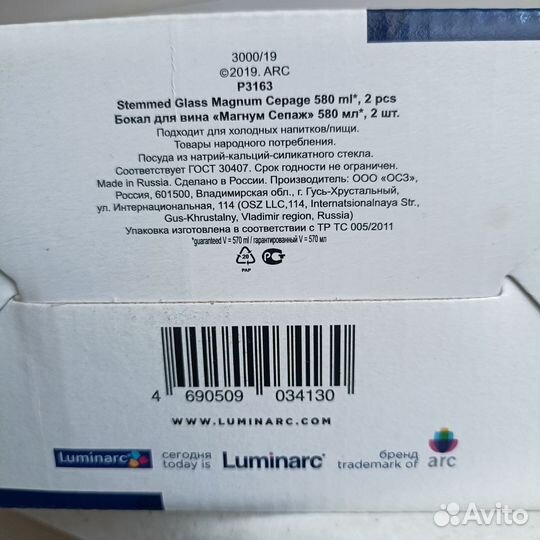 3000/19
©2019. ARC
P3163
Stemmed Glass Magnum Cepage 580 ml*, 2 pcs
Бокал для вина «Магнум Сепаж» 580 мл*, 2 шт.
Подходит для холодных напитков/пищи.
Товары народного потребления.
Посуда из натрий-кальций-силикатного стекла.
Соответствует ГОСТ 30407. Срок годности не ограничен.
Made in Russia. Сделано в России. Производитель: ООО «ОСЗ»,
Россия, 601500, Владимирская обл., г. Гусь-Хрустальный,
ул. Интернациональная, 114 (OSZ LLC,114, Internatsionalnaya Str.,
Gus-Khrustalny, Vladimir region, Russia)
Упаковка изготовлена в соответствии с ТР ТС 005/2011
*guaranteed V = 570 ml / гарантированный V = 570 мл
20
PAP
4 690509 034130
WWW.LUMINARC.COM
Luminarc сегодня today is Luminarc® бренд trademark of arc
Avito